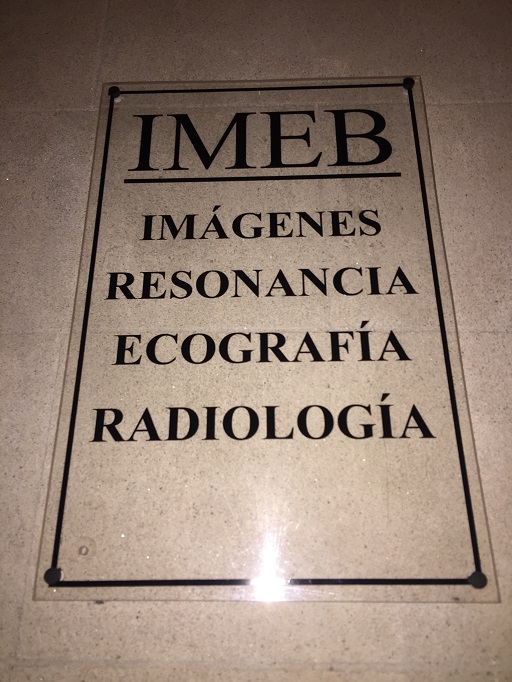 IMEB
IMÁGENES
RESONANCIA
ECOGRAFÍA
RADIOLOGÍA